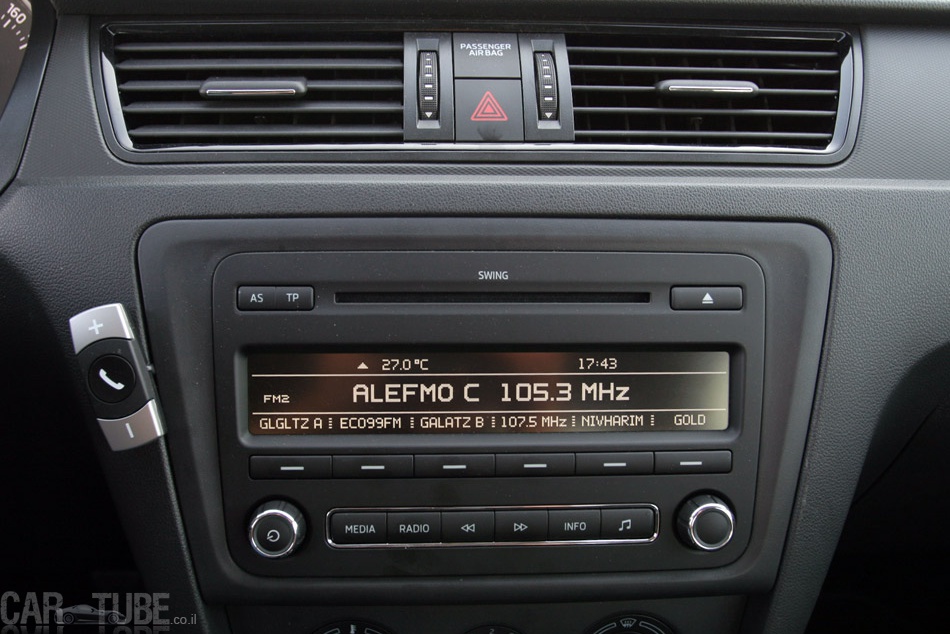 160
PASSENGER
AIR BAG
SWING
AS TP
27.0 °C 17:43
FM2 ALEFMO C 105.3 MHz
GLGLTZ A ECO99FM GALATZ B 107.5 MHz NIVHARIM GOLD
MEDIA RADIO INFO
CAR TUBE.co.il